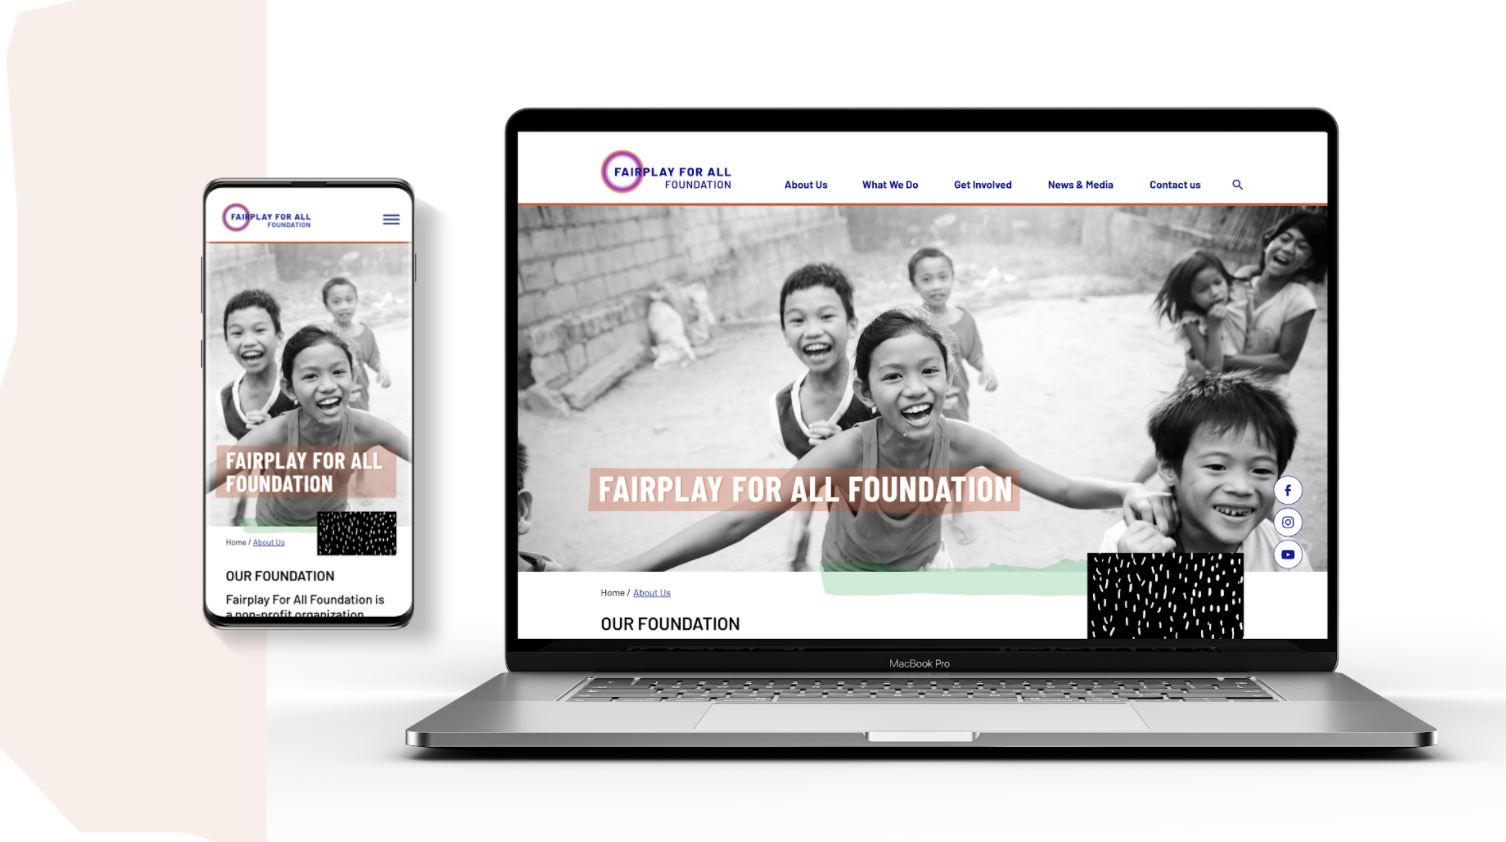 FAIRPLAY FOR ALL
FOUNDATION
FAIRPLAY FOR ALL
FOUNDATION
Home / About Us
OUR FOUNDATION
Fairplay For All Foundation is
a non-profit organization
FAIRPLAY FOR ALL
FOUNDATION
About Us
What We Do
Get Involved
News & Media
Contact us
FAIRPLAY FOR ALL FOUNDATION
Home / About Us
OUR FOUNDATION
MacBook Pro